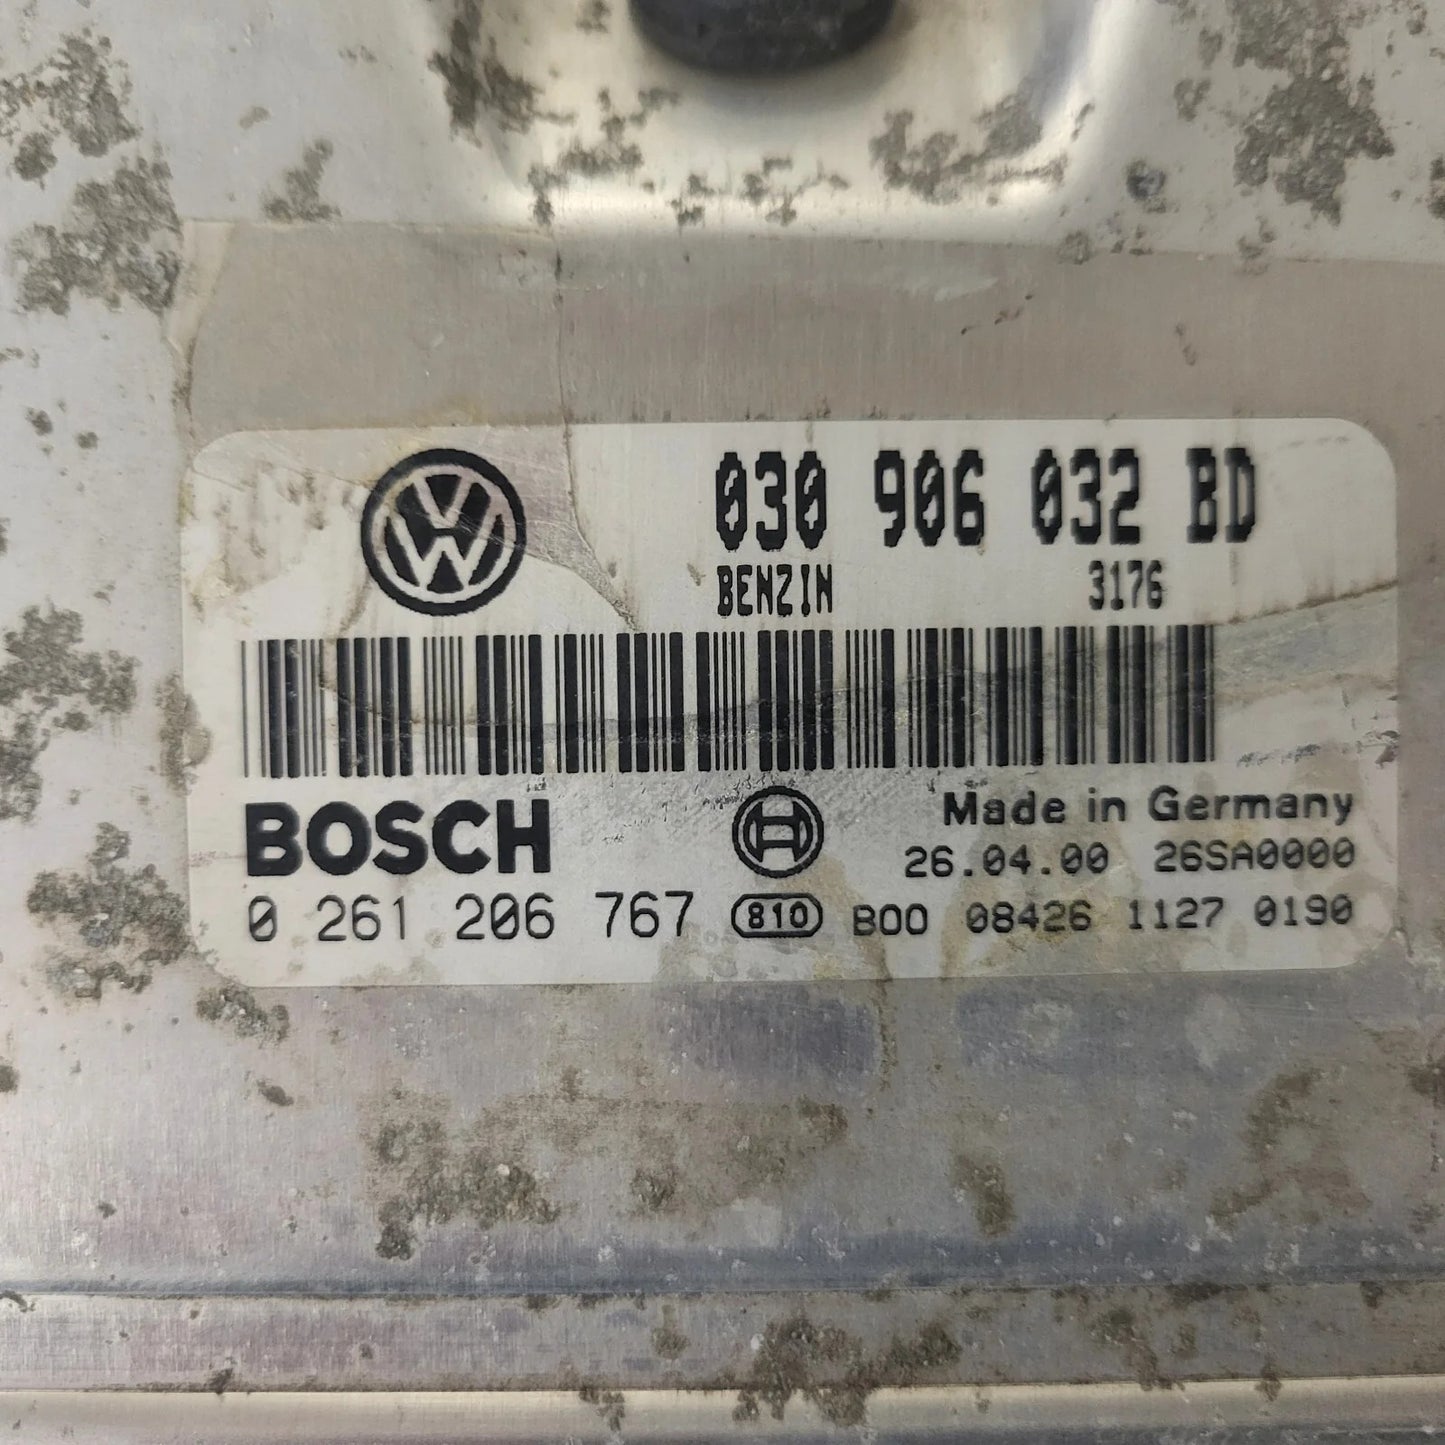 030 906 032 BD
BENZIN 3176
BOSCH Made in Germany
26.04.00 26SA0000
0 261 206 767 810 B00 08426 1127 0190